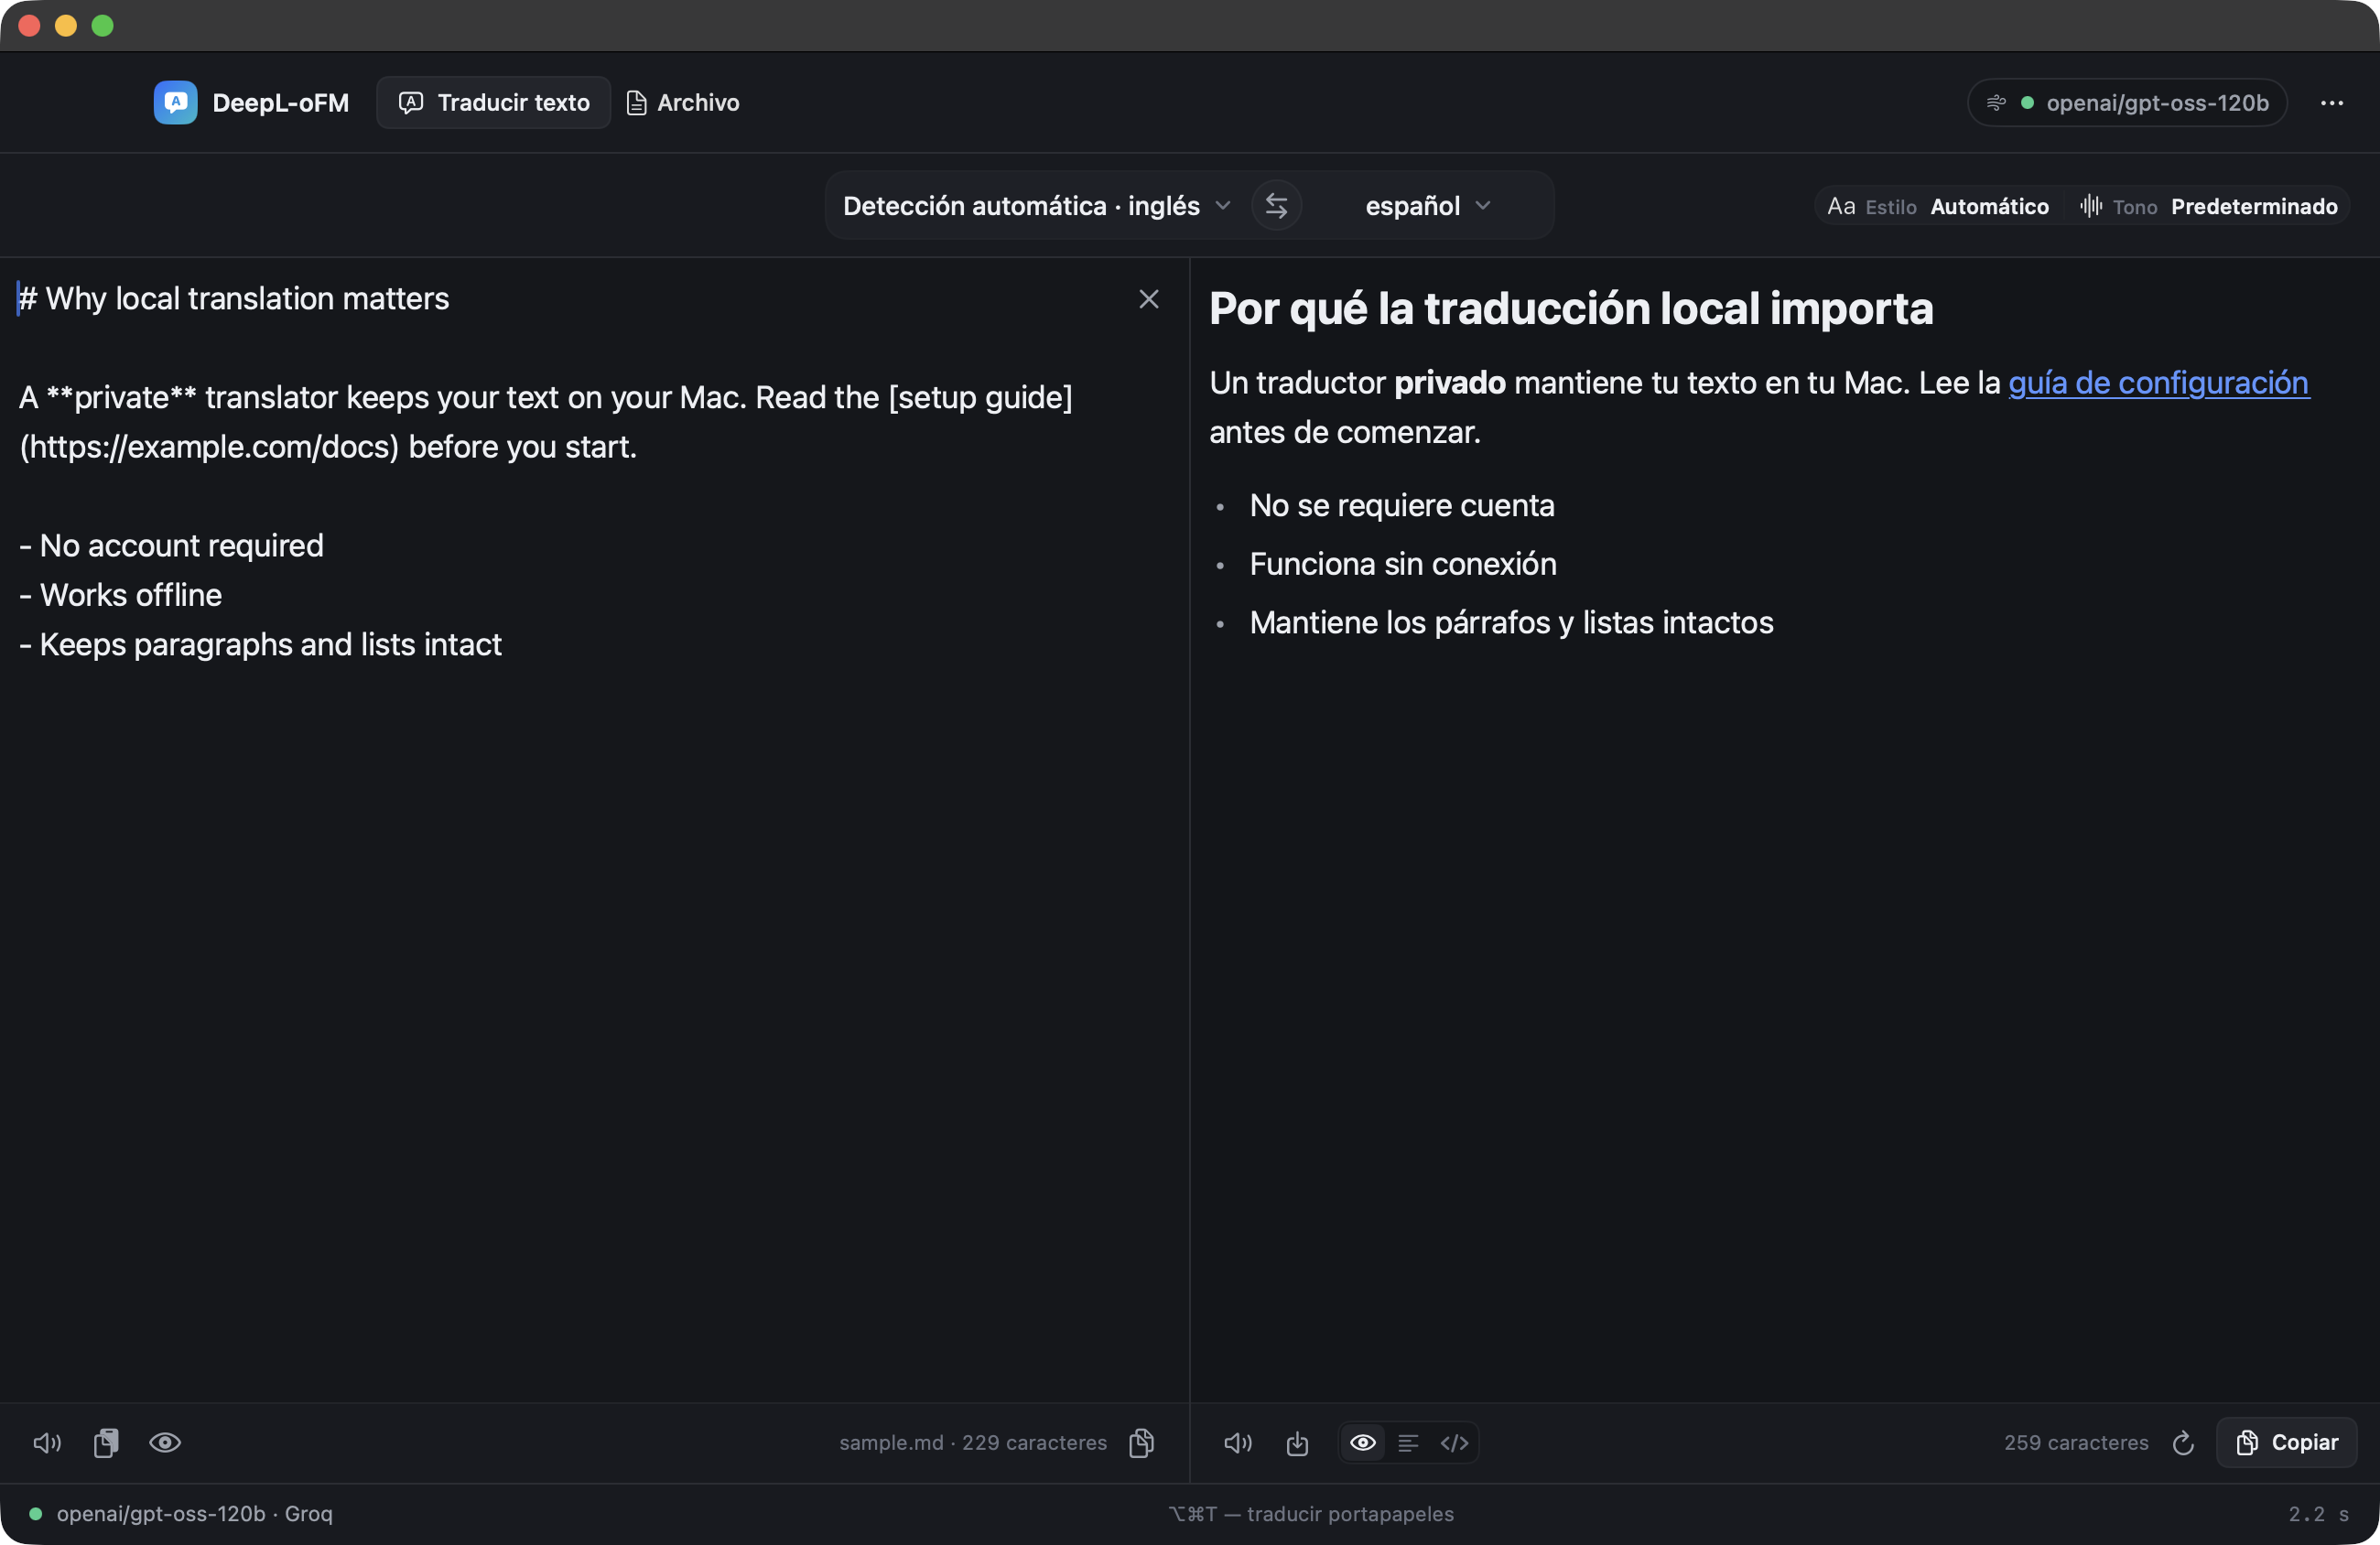 DeepL-oFM
Traducir texto
Archivo
openai/gpt-oss-120b
Detección automática · inglés
español
Aa Estilo Automático
Tono Predeterminado
# Why local translation matters
A **private** translator keeps your text on your Mac. Read the [setup guide]
(https://example.com/docs) before you start.
- No account required
- Works offline
- Keeps paragraphs and lists intact
Por qué la traducción local importa
Un traductor privado mantiene tu texto en tu Mac. Lee la guía de configuración
antes de comenzar.
• No se requiere cuenta
• Funciona sin conexión
• Mantiene los párrafos y listas intactos
sample.md · 229 caracteres
259 caracteres
Copiar
openai/gpt-oss-120b · Groq
⌥⌘T — traducir portapapeles
2.2 s